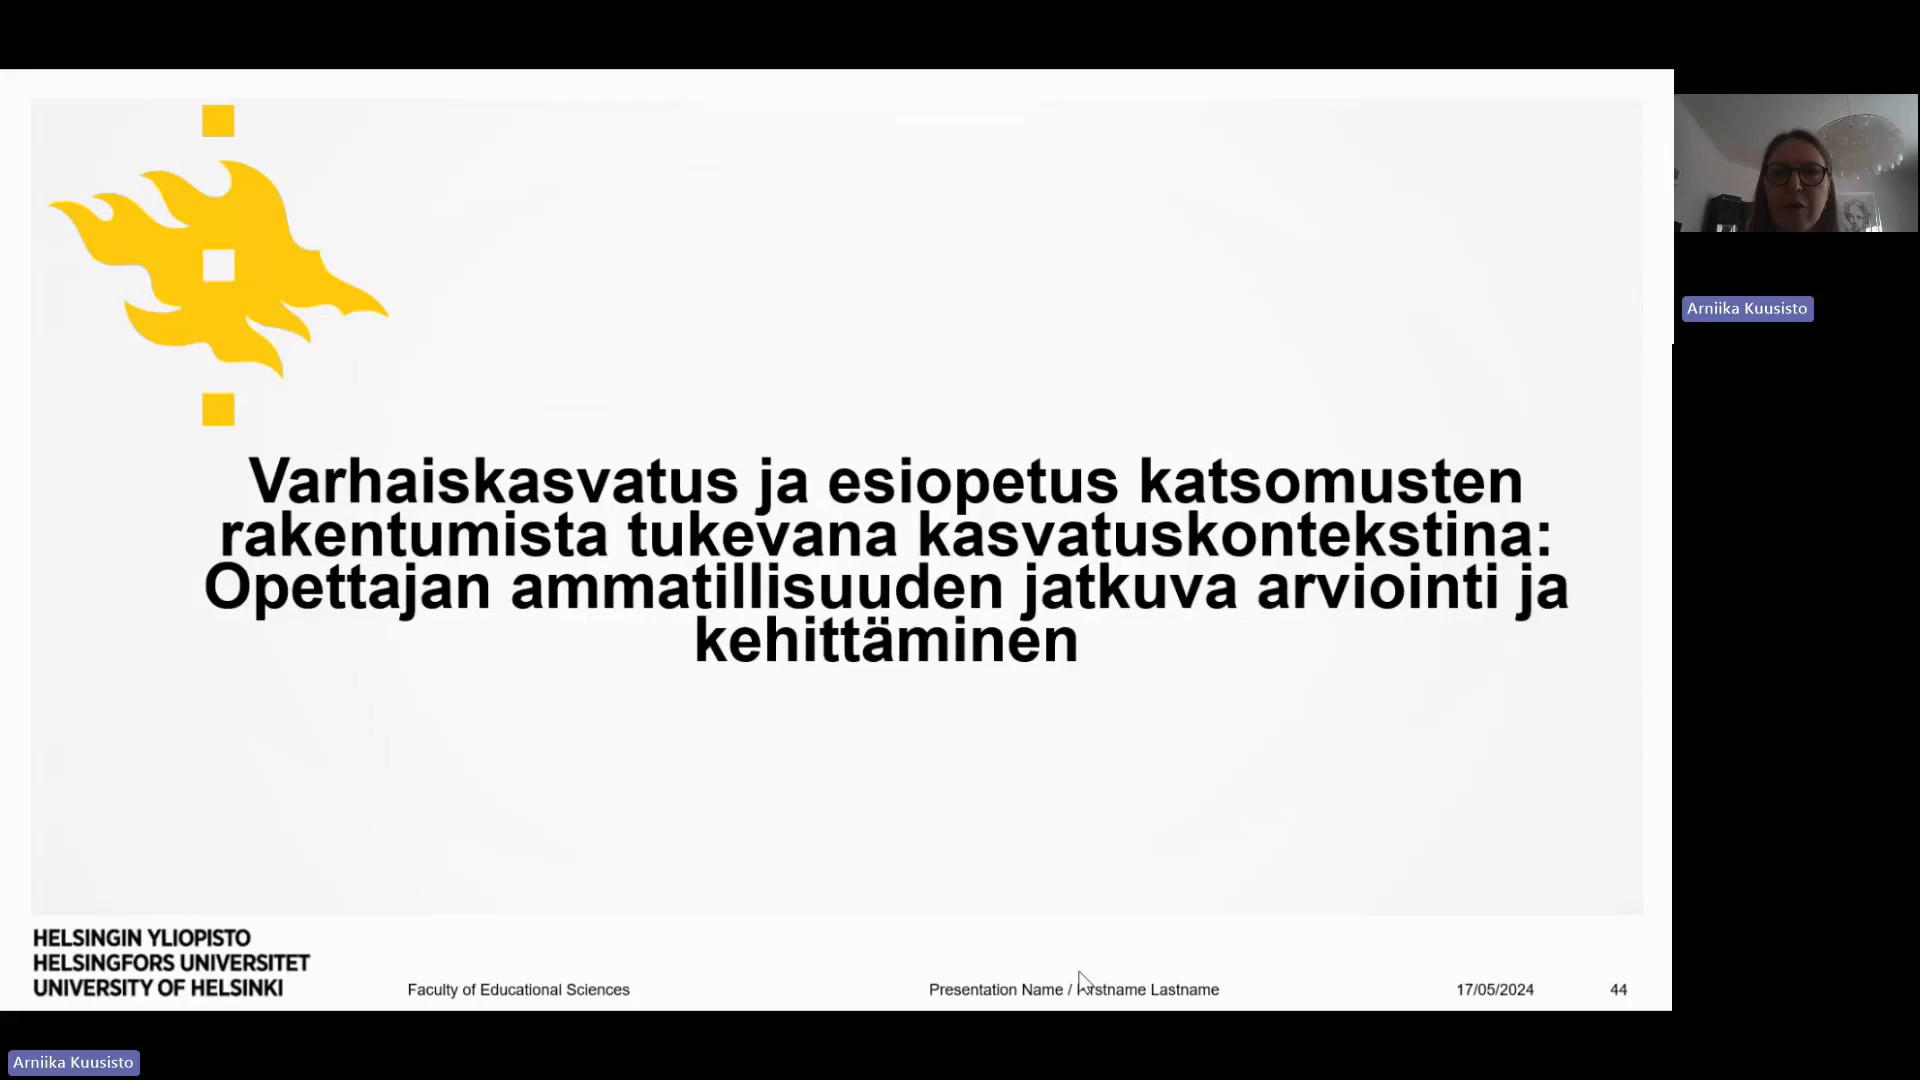 Varhaiskasvatus ja esiopetus katsomusten
rakentumista tukevana kasvatuskontekstina:
Opettajan ammatillisuuden jatkuva arviointi ja
kehittäminen
HELSINGIN YLIOPISTO
HELSINGFORS UNIVERSITET
UNIVERSITY OF HELSINKI
Faculty of Educational Sciences
Presentation Name / Firstname Lastname
17/05/2024
44
Arniika Kuusisto
Arniika Kuusisto